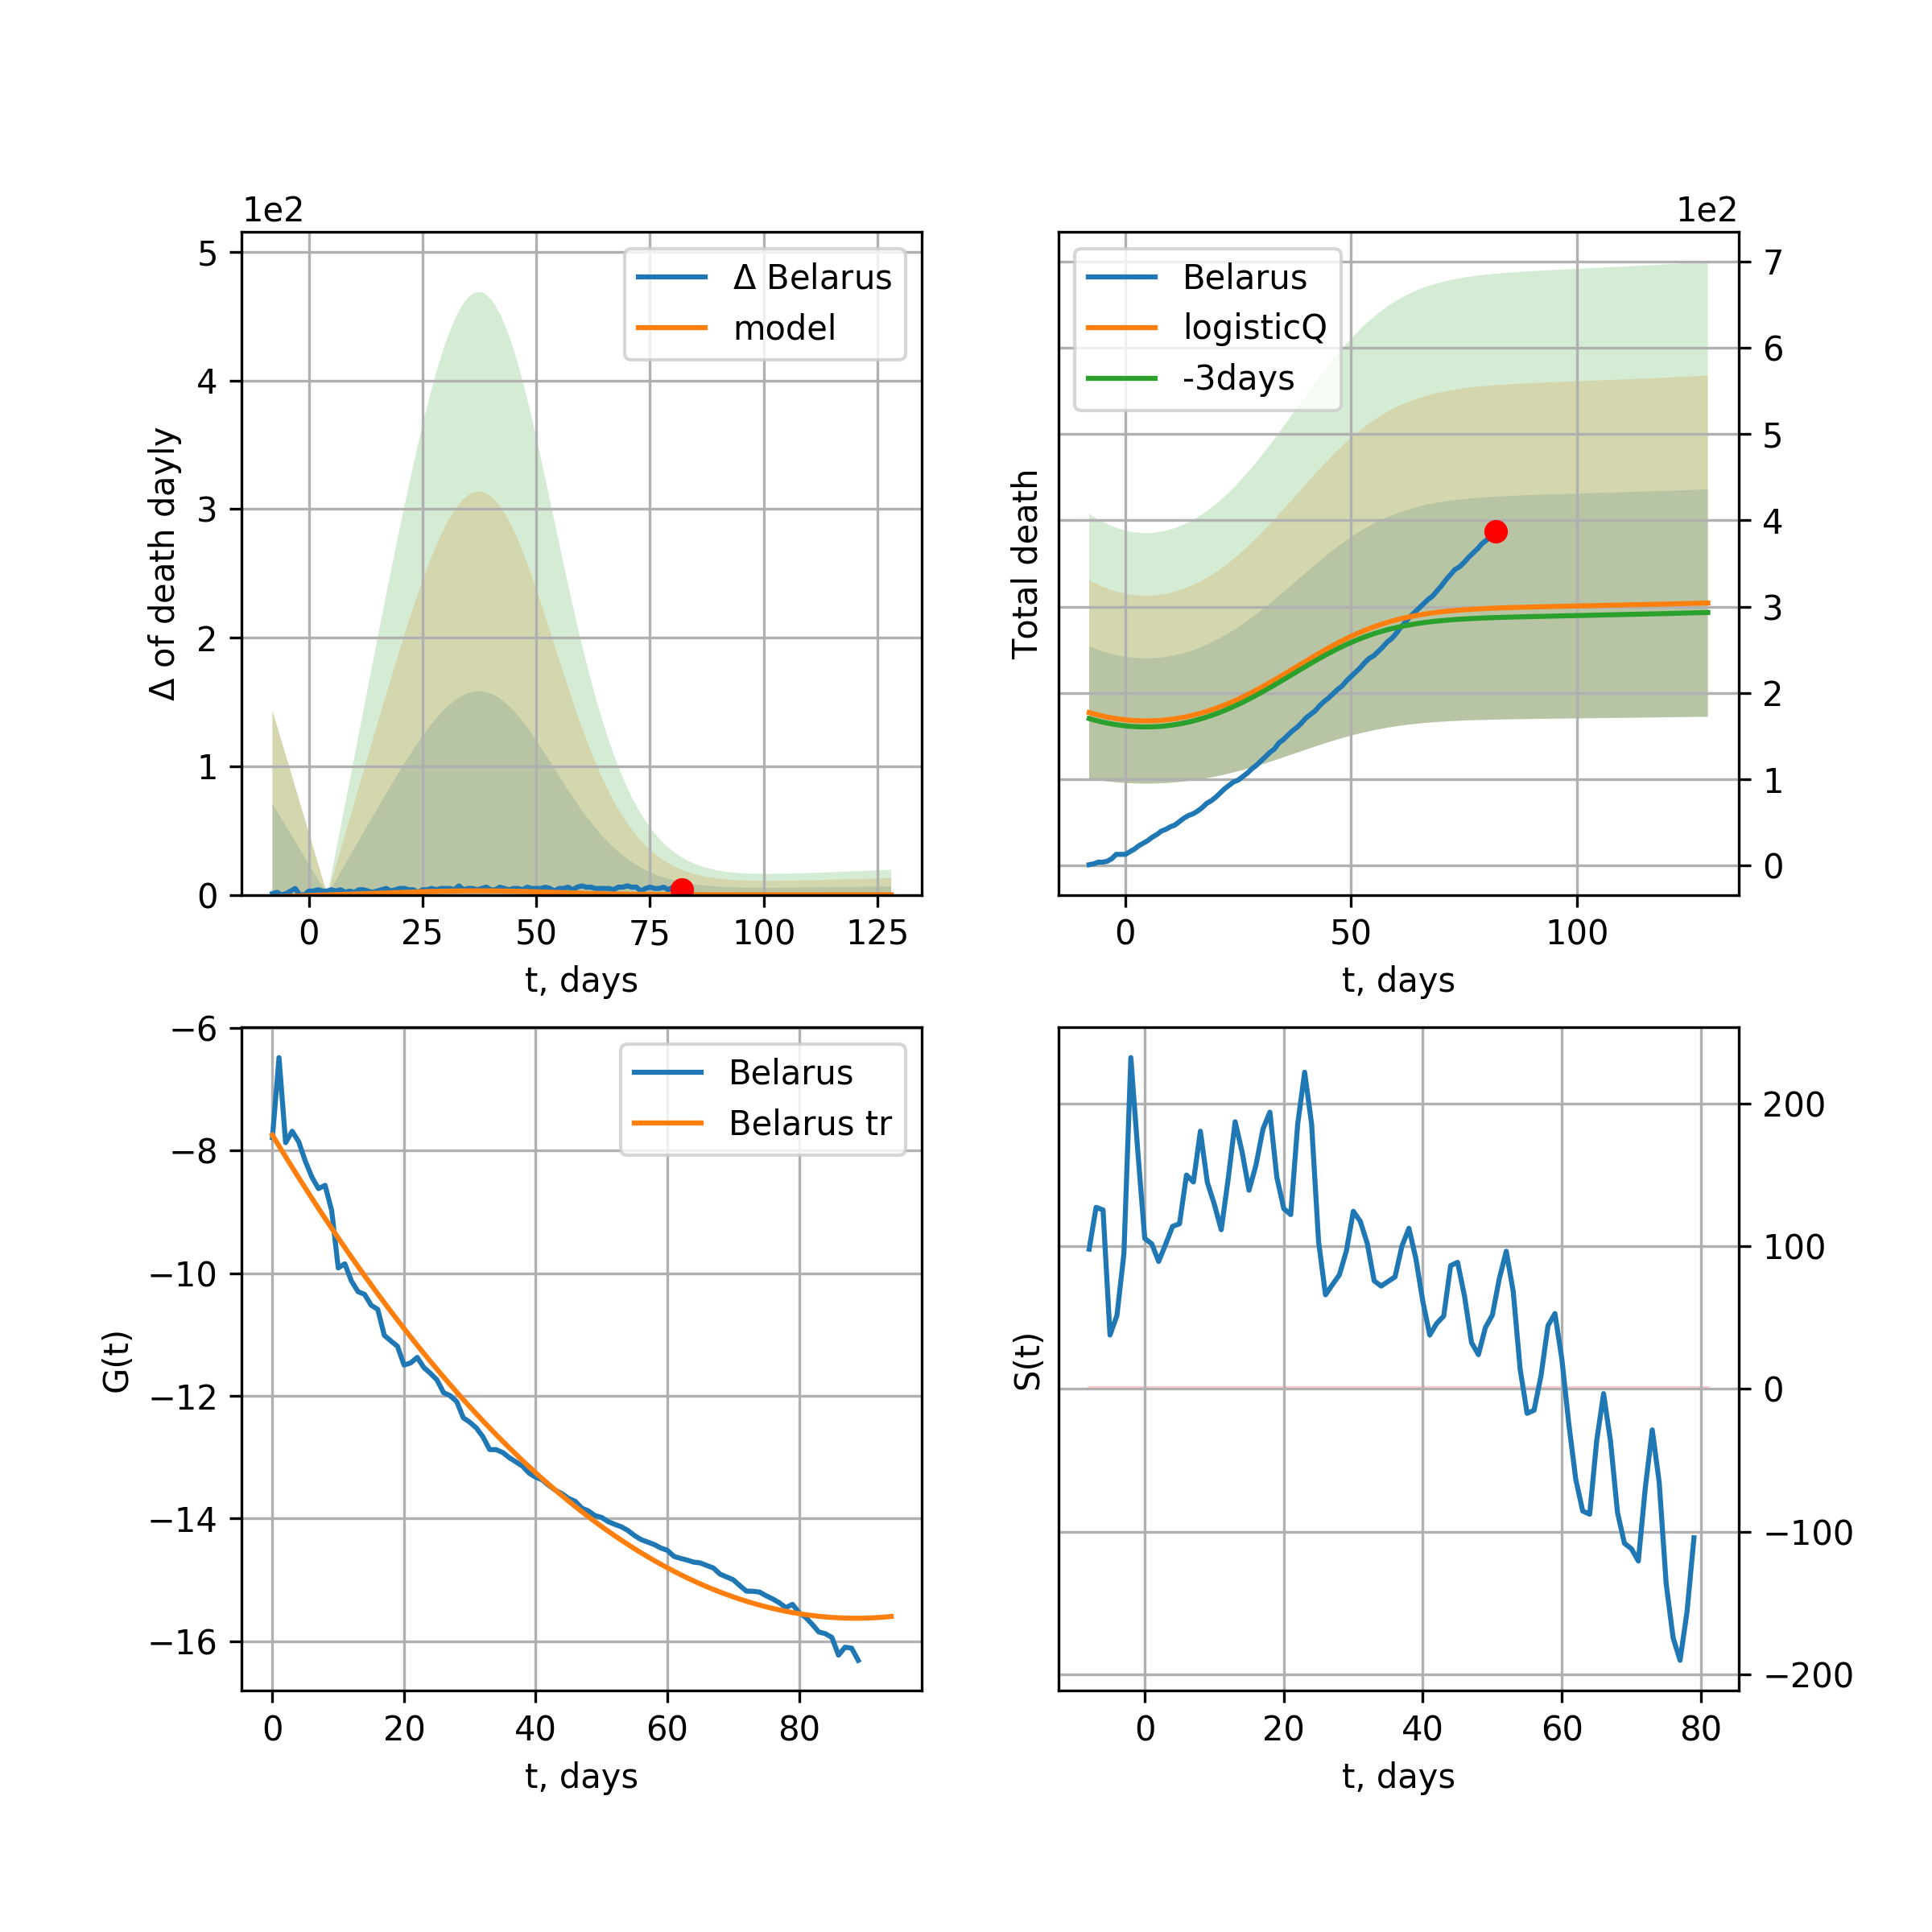 1e2
5
4
3
2
1
0
Δ of death dayly
Δ Belarus
model
0 25 50 75 100 125
t, days
1e2
7
6
5
4
3
2
1
0
Total death
Belarus
logisticQ
-3days
0 50 100
t, days
−6
−8
−10
−12
−14
−16
G(t)
Belarus
Belarus tr
0 20 40 60 80
t, days
S(t)
200
100
0
−100
−200
0 20 40 60 80
t, days